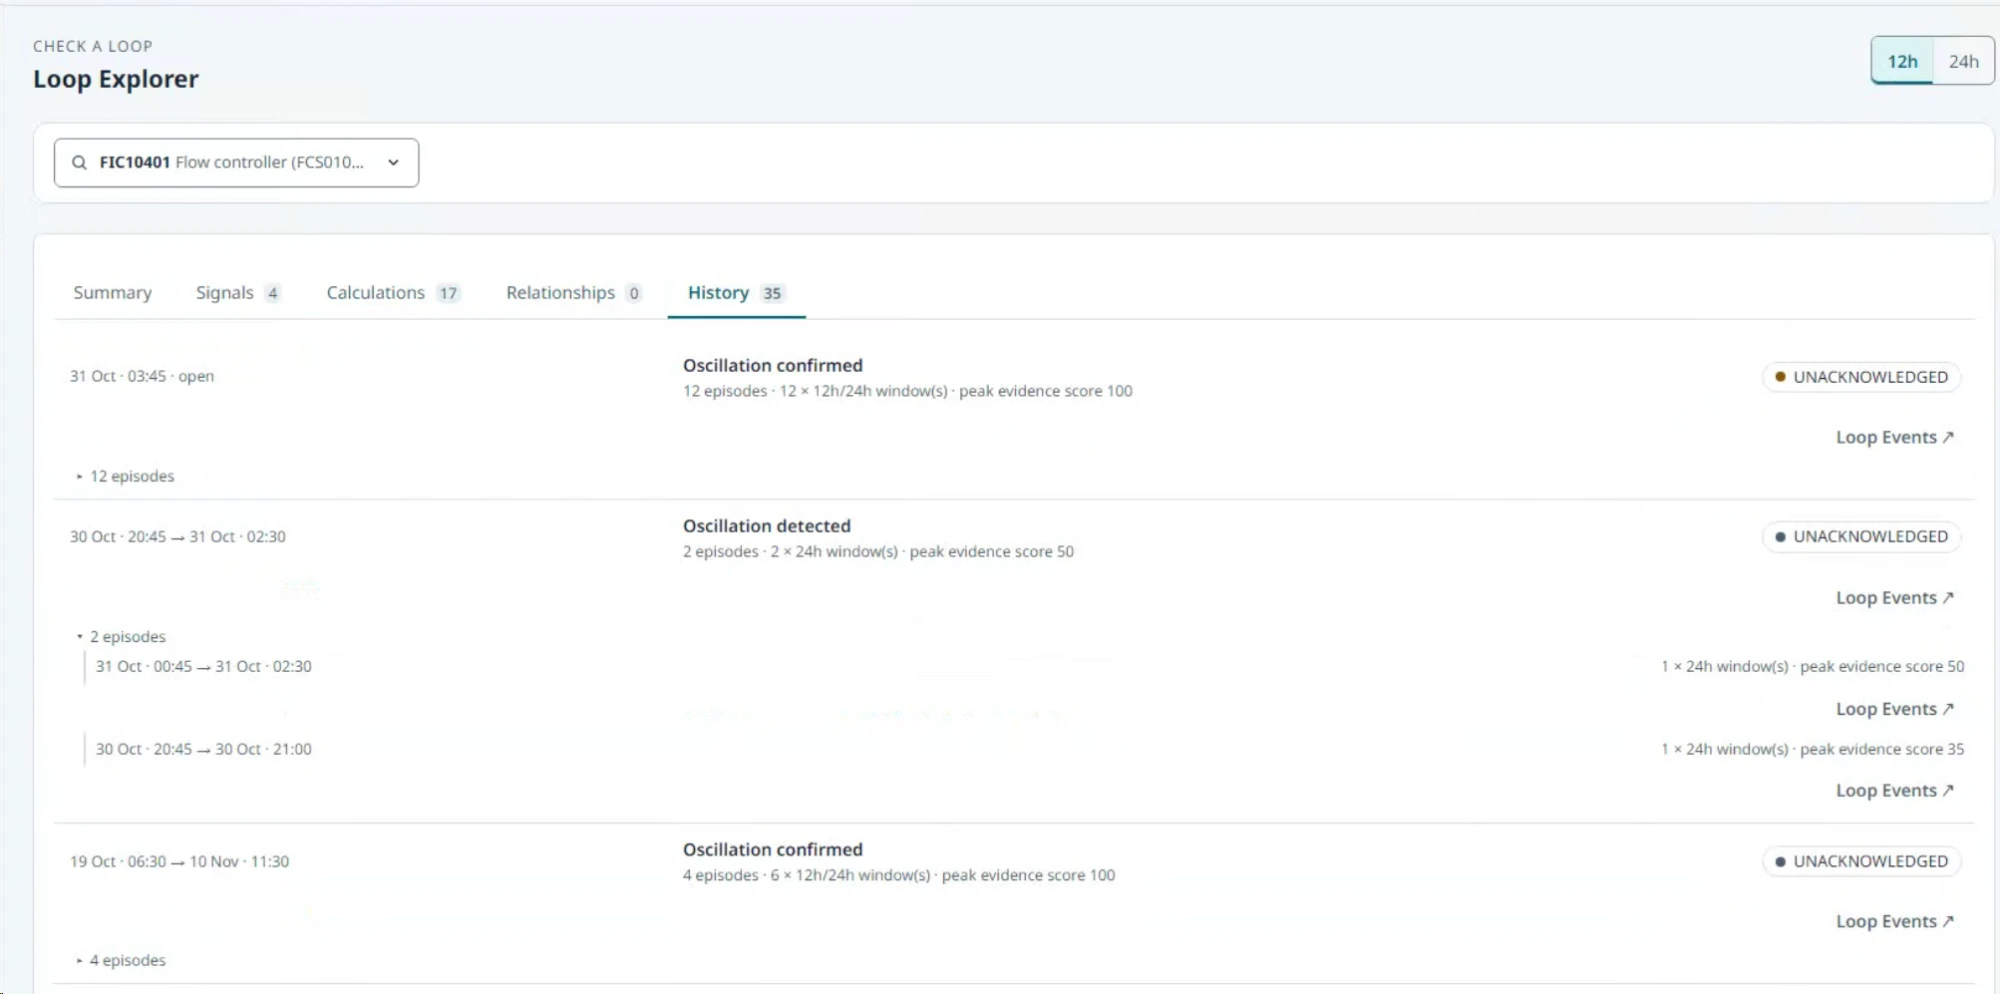 CHECK A LOOP
Loop Explorer
12h 24h
FIC10401 Flow controller (FCS010...
Summary Signals 4 Calculations 17 Relationships 0 History 35
31 Oct · 03:45 · open
Oscillation confirmed
12 episodes · 12 × 12h/24h window(s) · peak evidence score 100
UNACKNOWLEDGED
Loop Events ↗
▸ 12 episodes
30 Oct · 20:45 → 31 Oct · 02:30
Oscillation detected
2 episodes · 2 × 24h window(s) · peak evidence score 50
UNACKNOWLEDGED
Loop Events ↗
▾ 2 episodes
31 Oct · 00:45 → 31 Oct · 02:30 1 × 24h window(s) · peak evidence score 50
Loop Events ↗
30 Oct · 20:45 → 30 Oct · 21:00 1 × 24h window(s) · peak evidence score 35
Loop Events ↗
19 Oct · 06:30 → 10 Nov · 11:30
Oscillation confirmed
4 episodes · 6 × 12h/24h window(s) · peak evidence score 100
UNACKNOWLEDGED
Loop Events ↗
▸ 4 episodes